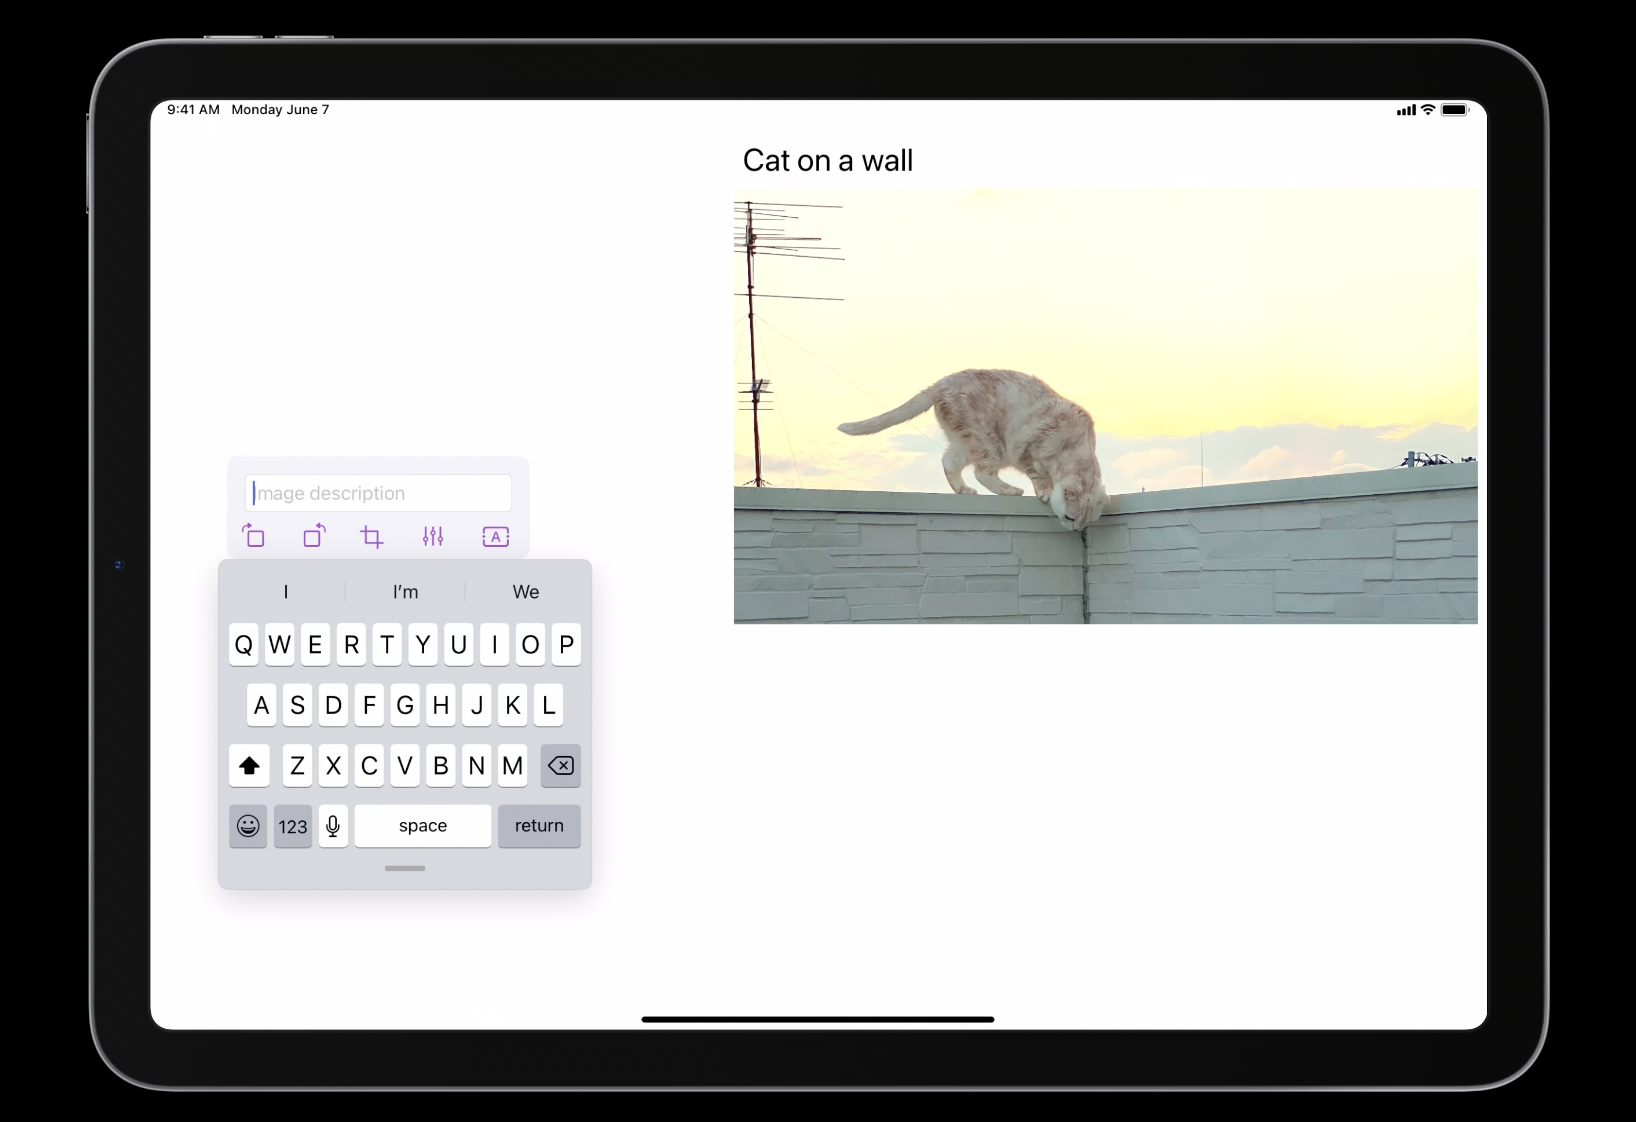 9:41 AM Monday June 7
Cat on a wall
Image description
A
I I’m We
Q W E R T Y U I O P
A S D F G H J K L
Z X C V B N M
123 space return